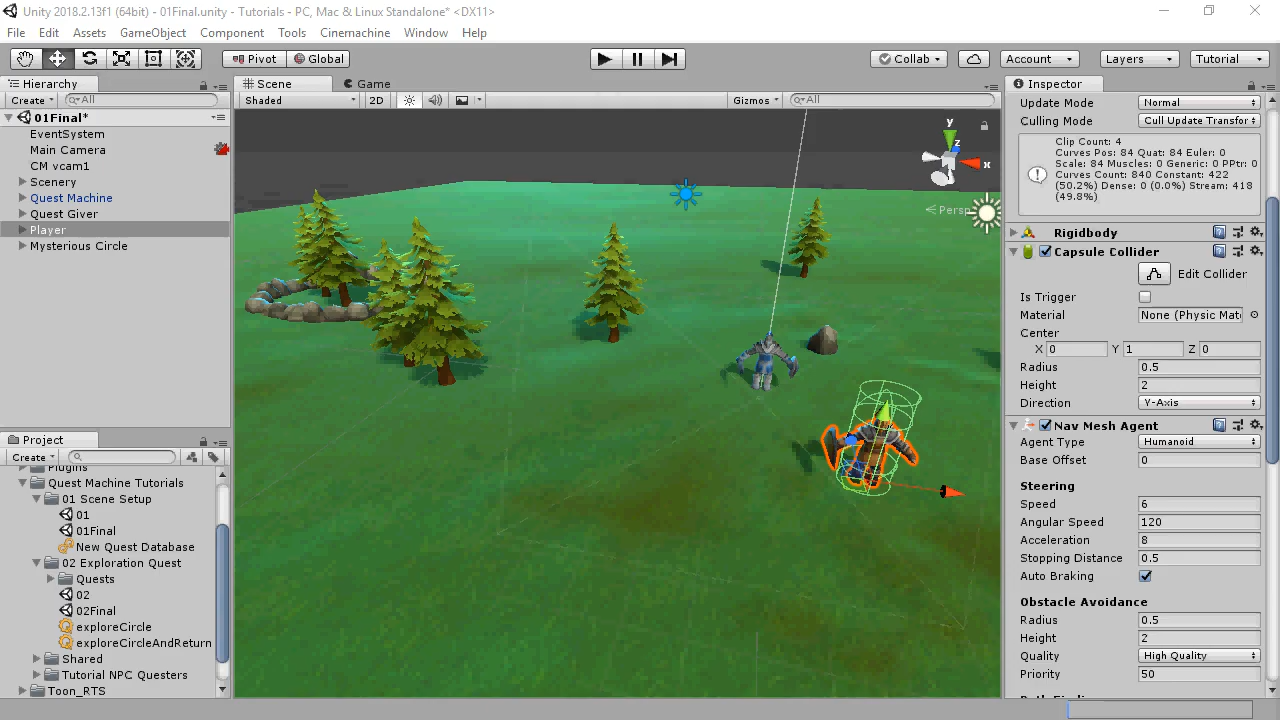 Unity 2018.2.13f1 (64bit) - 01Final.unity - Tutorials - PC, Mac & Linux Standalone* <DX11>
File Edit Assets GameObject Component Tools Cinemachine Window Help
Pivot Global Collab Account Layers Tutorial
Hierarchy
Create All
01Final*
EventSystem
Main Camera
CM vcam1
Scenery
Quest Machine
Quest Giver
Player
Mysterious Circle
Project
Create
Plugins
Quest Machine Tutorials
01 Scene Setup
01
01Final
New Quest Database
02 Exploration Quest
Quests
02
02Final
exploreCircle
exploreCircleAndReturn
Shared
Tutorial NPC Questers
Toon_RTS
Scene Game
Shaded 2D Gizmos All
y
z
x
Persp
Inspector
Update Mode Normal
Culling Mode Cull Update Transfor
Clip Count: 4
Curves Pos: 84 Quat: 84 Euler: 0
Scale: 84 Muscles: 0 Generic: 0 PPtr: 0
Curves Count: 840 Constant: 422
(50.2%) Dense: 0 (0.0%) Stream: 418
(49.8%)
Rigidbody
Capsule Collider
Edit Collider
Is Trigger
Material None (Physic Mate
Center
X 0 Y 1 Z 0
Radius 0.5
Height 2
Direction Y-Axis
Nav Mesh Agent
Agent Type Humanoid
Base Offset 0
Steering
Speed 6
Angular Speed 120
Acceleration 8
Stopping Distance 0.5
Auto Braking
Obstacle Avoidance
Radius 0.5
Height 2
Quality High Quality
Priority 50